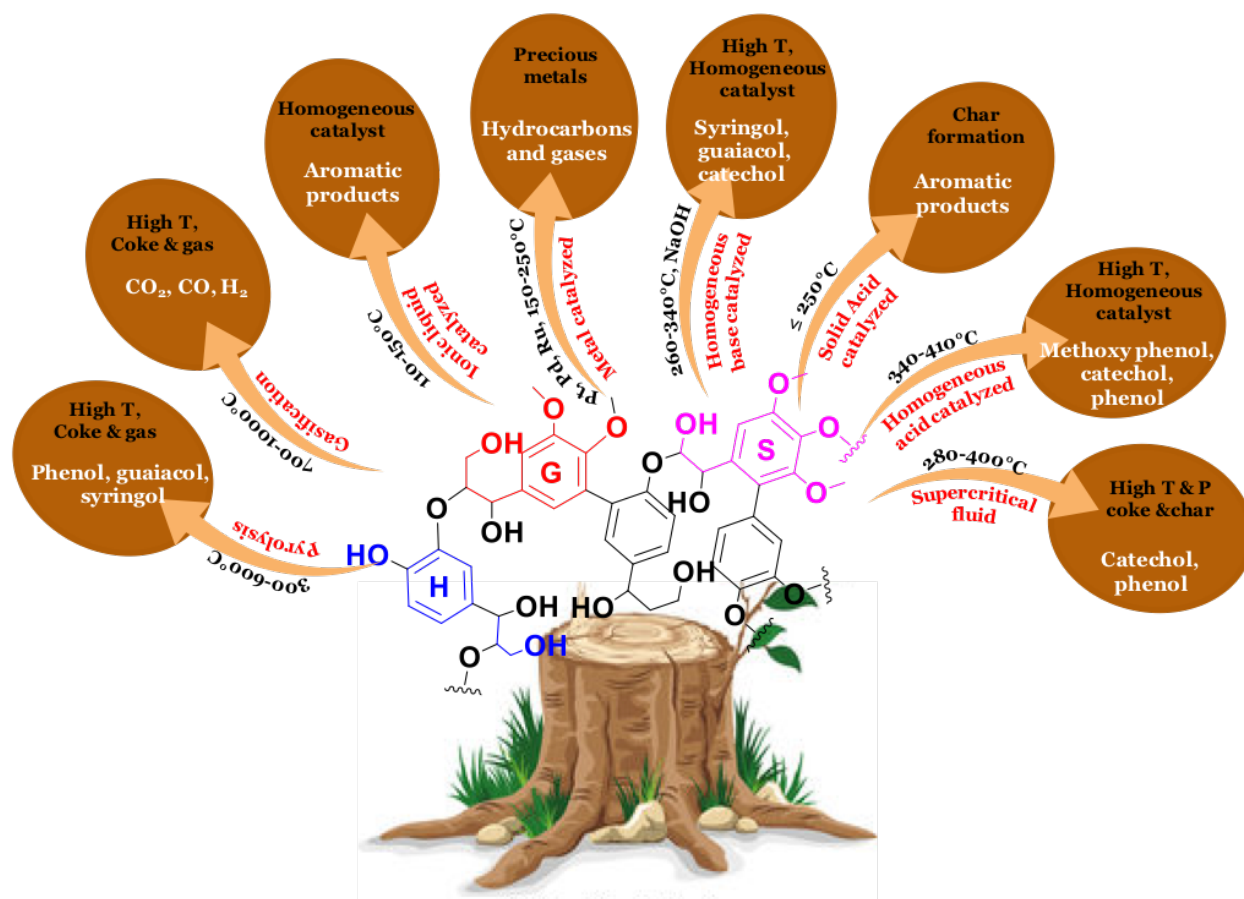 High T,
Coke & gas
Phenol, guaiacol,
syringol
Pyrolysis
300-600°C
High T,
Coke & gas
CO₂, CO, H₂
Gasification
700-1000°C
Homogeneous
catalyst
Aromatic
products
Ionic liquid
catalyzed
110-150°C
Precious
metals
Hydrocarbons
and gases
Metal catalyzed
Pt, Pd, Ru, 150-250°C
High T,
Homogeneous
catalyst
Syringol,
guaiacol,
catechol
260-340°C, NaOH
Homogeneous
base catalyzed
Char
formation
Aromatic
products
≤ 250°C
Solid Acid
catalyzed
High T,
Homogeneous
catalyst
Methoxy phenol,
catechol,
phenol
340-410°C
Homogeneous
acid catalyzed
High T & P
coke &char
Catechol,
phenol
280-400°C
Supercritical
fluid
O
O
O
OH
G
O
OH
HO
H
OH
OH
O
O
OH
HO
HO
OH
S
O
O
O
O
O